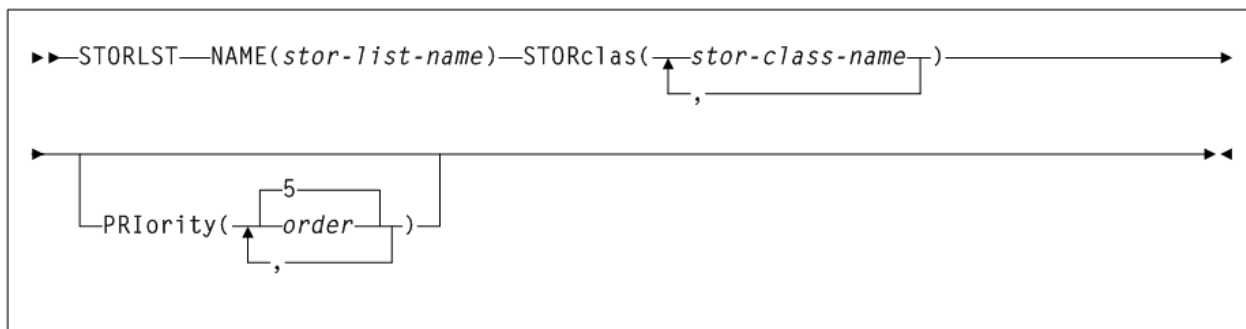 STORLST NAME(stor-list-name) STORclas( stor-class-name )
,
5
PRIority( order )
,